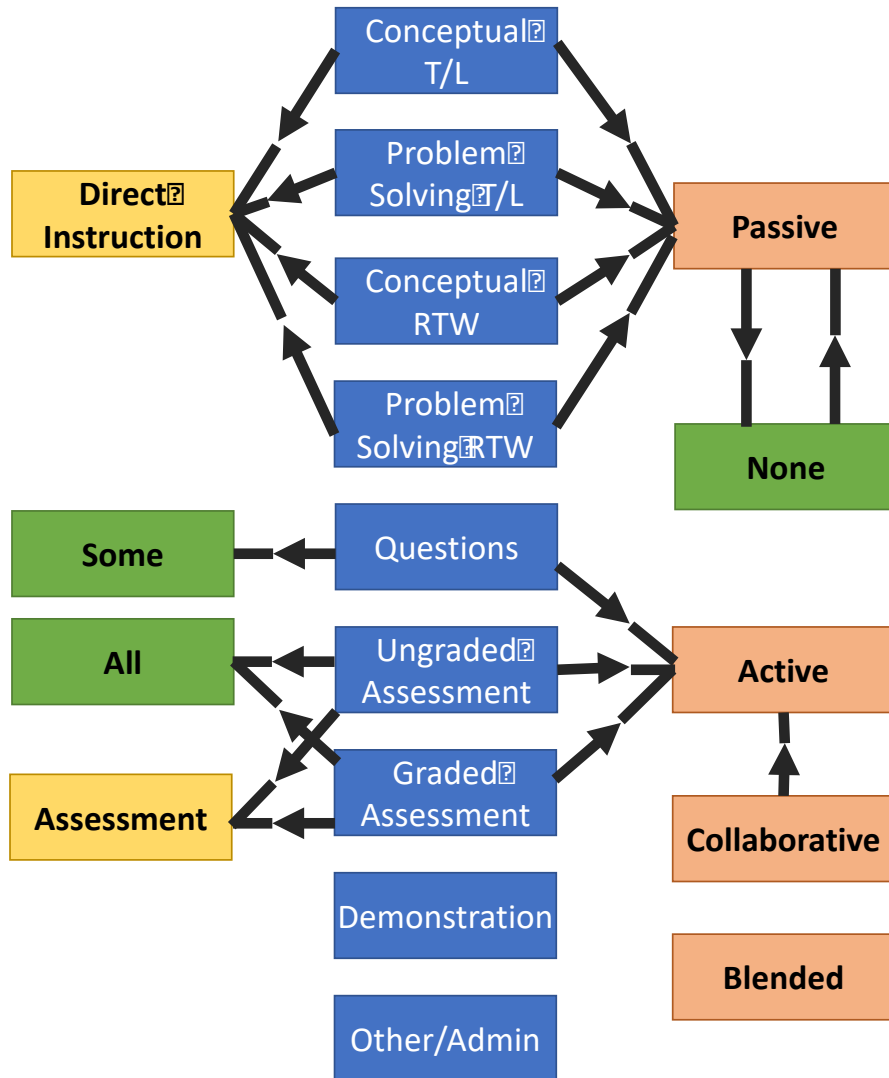 Conceptual
T/L
Problem
Solving T/L
Direct
Instruction
Passive
Conceptual
RTW
Problem
Solving RTW
None
Questions
Some
All
Ungraded
Assessment
Active
Graded
Assessment
Assessment
Collaborative
Demonstration
Blended
Other/Admin